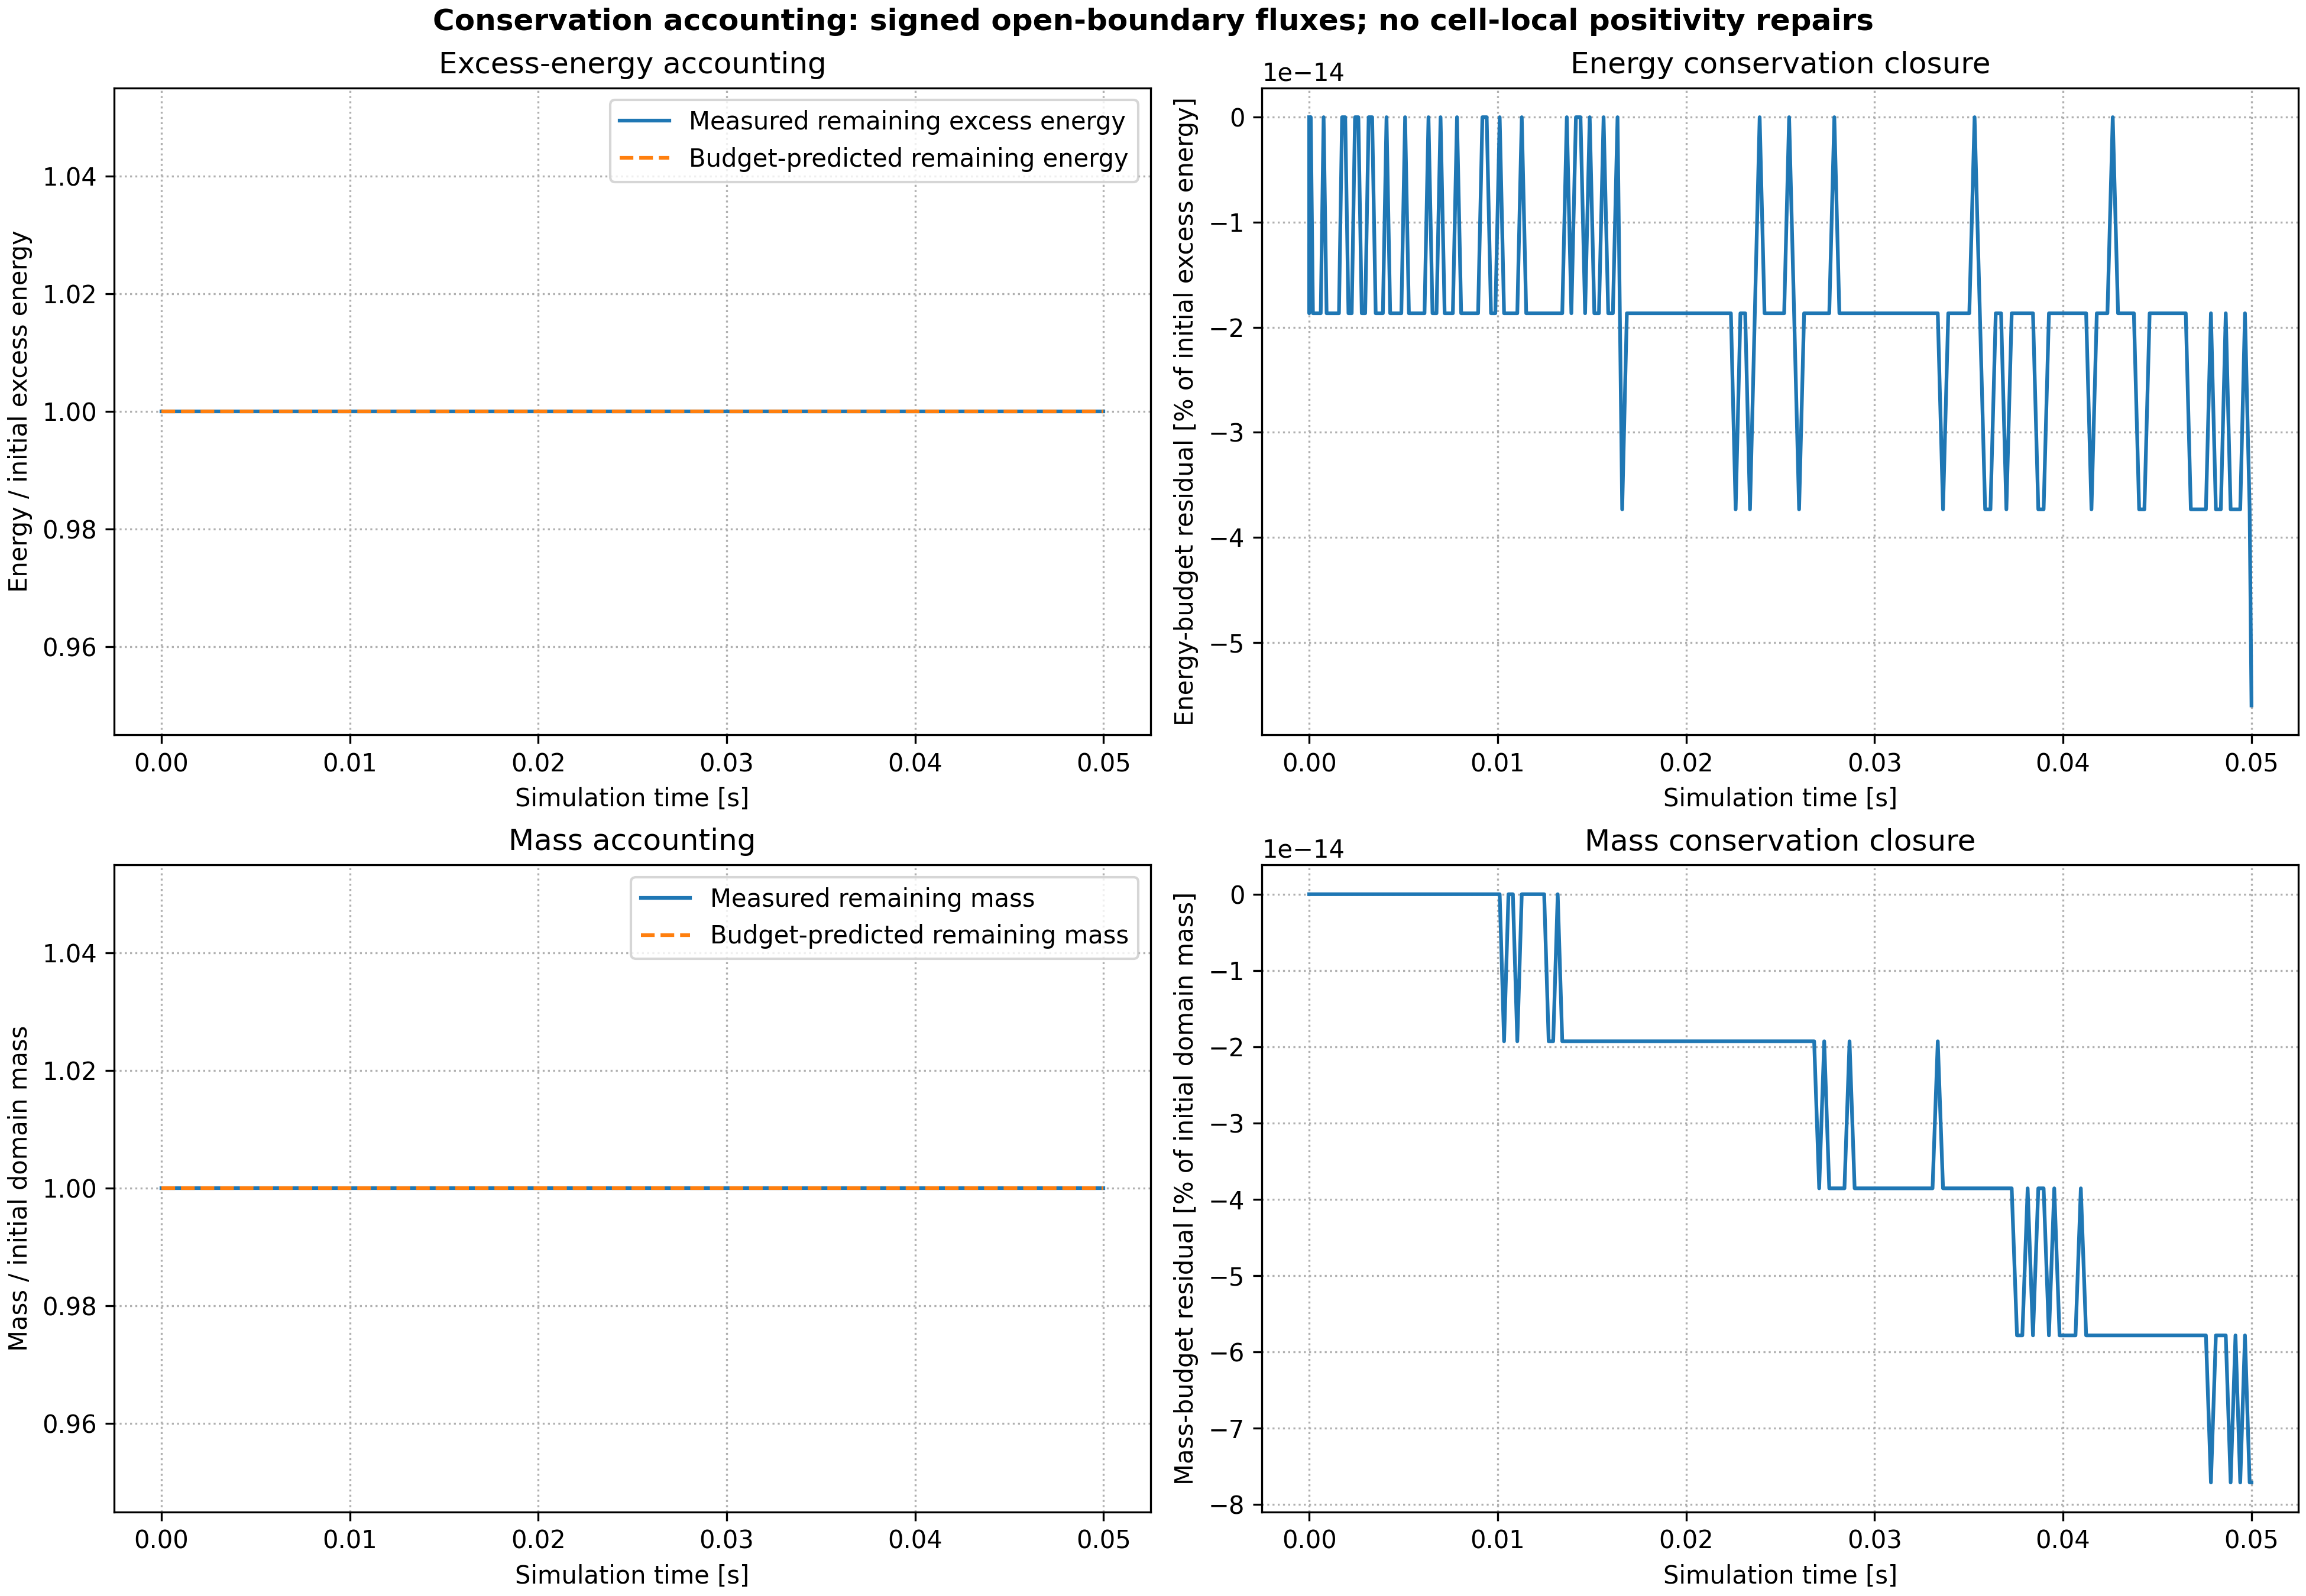 Conservation accounting: signed open-boundary fluxes; no cell-local positivity repairs
Excess-energy accounting
Energy / initial excess energy
1.04
1.02
1.00
0.98
0.96
Measured remaining excess energy
Budget-predicted remaining energy
0.00 0.01 0.02 0.03 0.04 0.05
Simulation time [s]
Energy conservation closure
1e−14
Energy-budget residual [% of initial excess energy]
0
−1
−2
−3
−4
−5
0.00 0.01 0.02 0.03 0.04 0.05
Simulation time [s]
Mass accounting
Mass / initial domain mass
1.04
1.02
1.00
0.98
0.96
Measured remaining mass
Budget-predicted remaining mass
0.00 0.01 0.02 0.03 0.04 0.05
Simulation time [s]
Mass conservation closure
1e−14
Mass-budget residual [% of initial domain mass]
0
−1
−2
−3
−4
−5
−6
−7
−8
0.00 0.01 0.02 0.03 0.04 0.05
Simulation time [s]